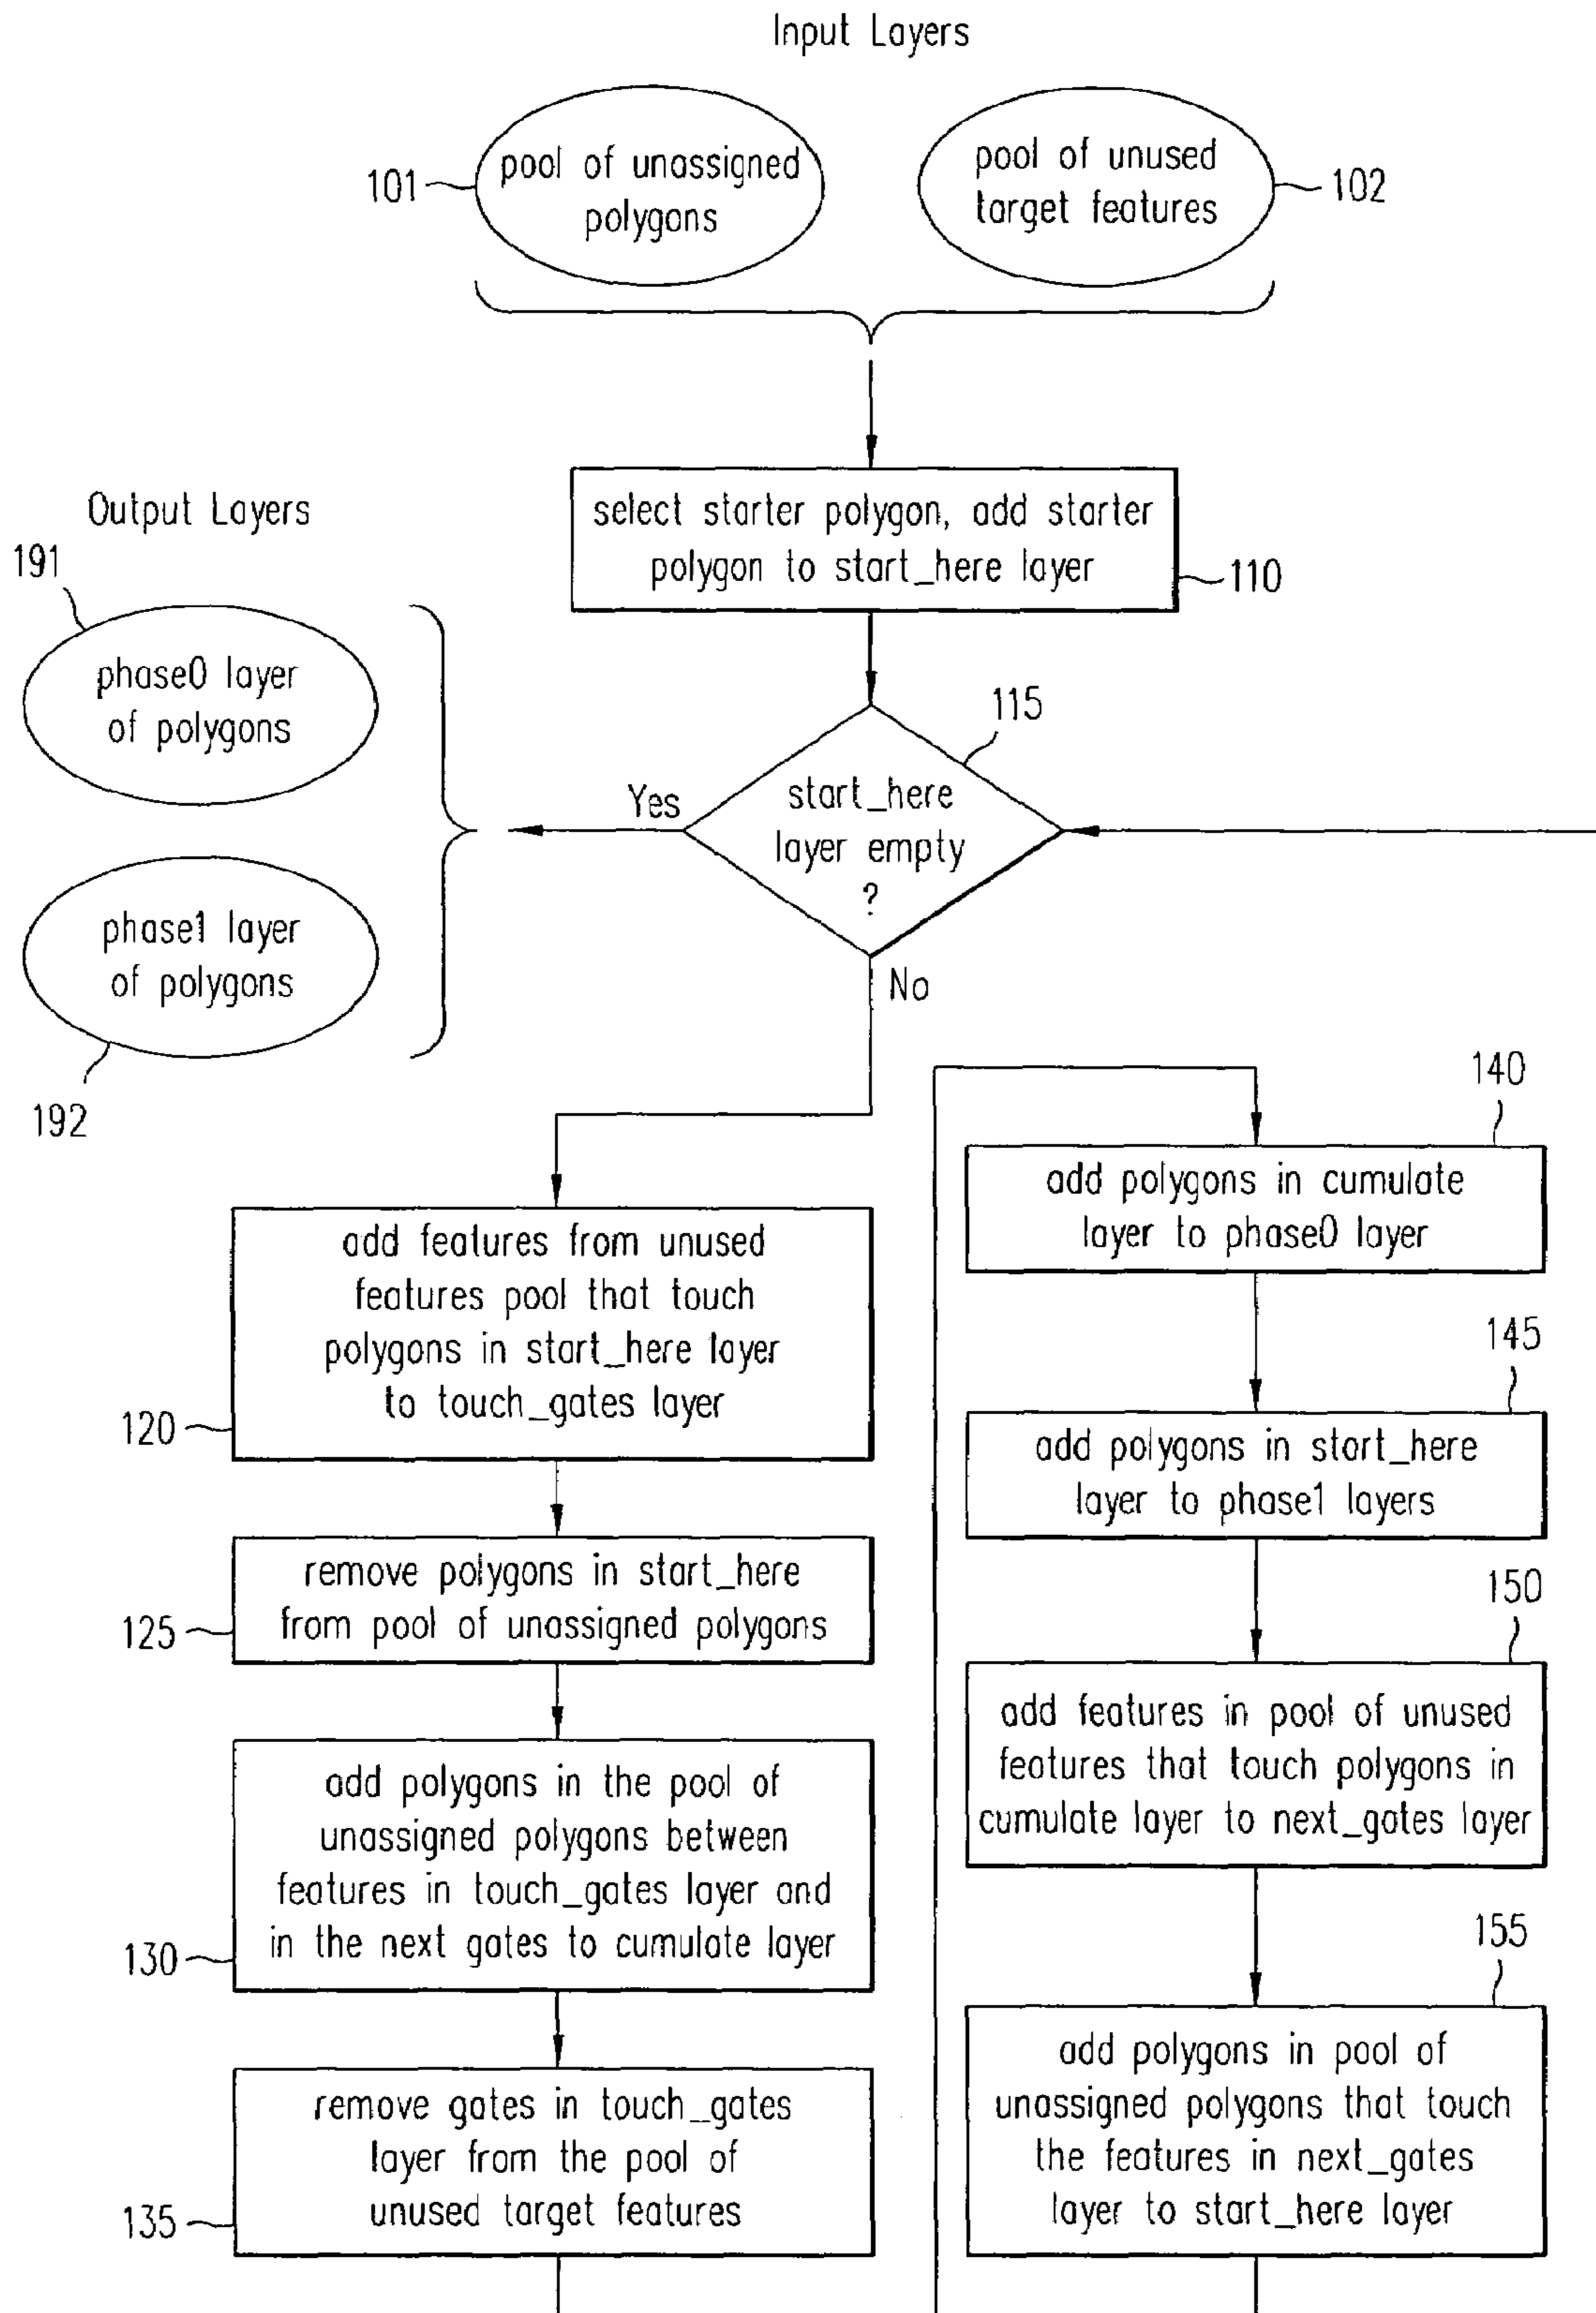 Input Layers
pool of unassigned
polygons
101
pool of unused
target features
102
select starter polygon, add starter
polygon to start_here layer
110
Output Layers
191
phase0 layer
of polygons
phase1 layer
of polygons
192
115
start_here
layer empty
?
Yes
No
add features from unused
features pool that touch
polygons in start_here layer
to touch_gates layer
120
remove polygons in start_here
from pool of unassigned polygons
125
add polygons in the pool of
unassigned polygons between
features in touch_gates layer and
in the next gates to cumulate layer
130
remove gates in touch_gates
layer from the pool of
unused target features
135
140
add polygons in cumulate
layer to phase0 layer
145
add polygons in start_here
layer to phase1 layers
150
add features in pool of unused
features that touch polygons in
cumulate layer to next_gates layer
155
add polygons in pool of
unassigned polygons that touch
the features in next_gates
layer to start_here layer